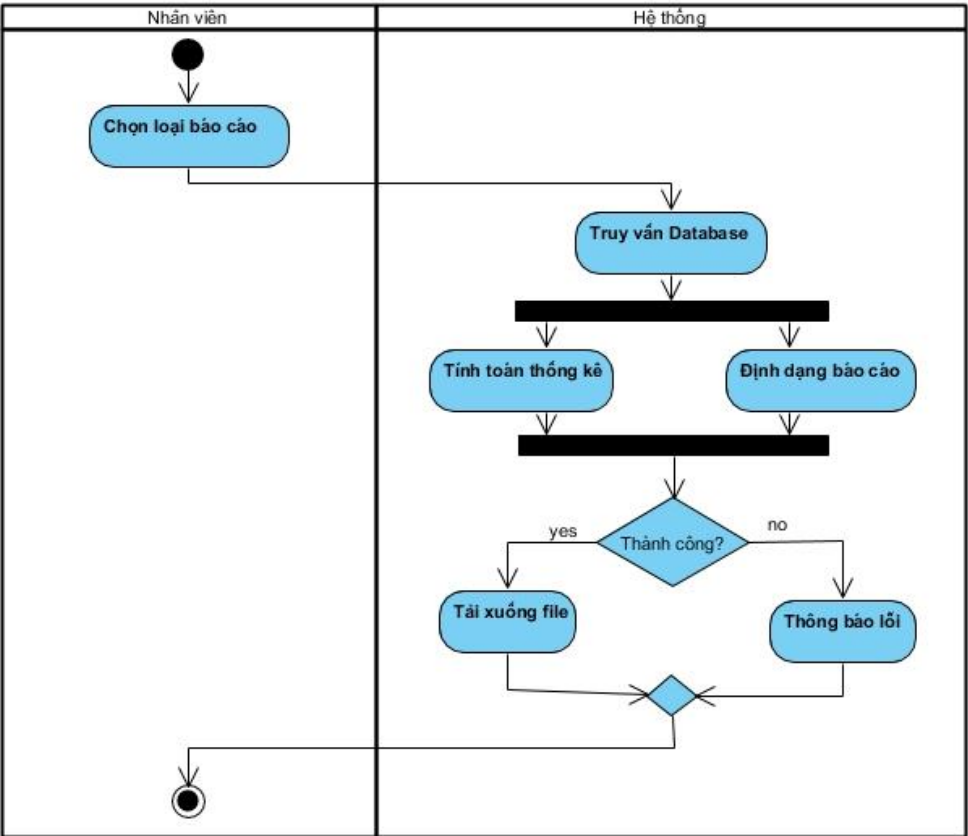 Nhân viên
Hệ thống
Chọn loại báo cáo
Truy vấn Database
Tính toán thống kê
Định dạng báo cáo
Thành công?
yes
no
Tải xuống file
Thông báo lỗi